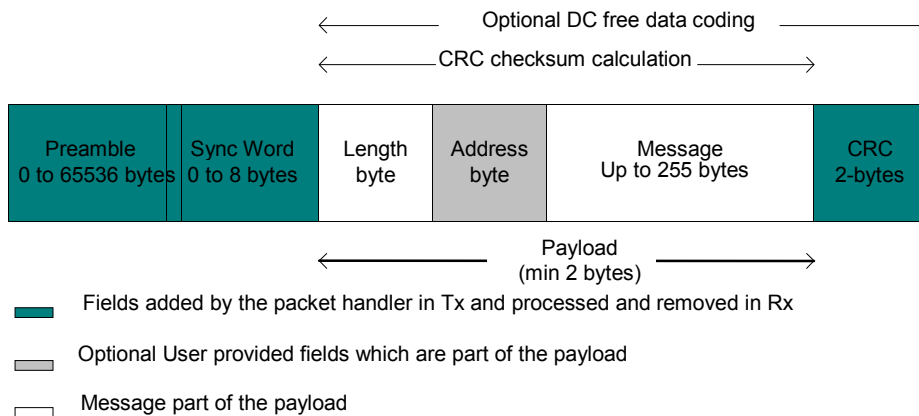 Optional DC free data coding
CRC checksum calculation
Preamble
0 to 65536 bytes
Sync Word
0 to 8 bytes
Length
byte
Address
byte
Message
Up to 255 bytes
CRC
2-bytes
Payload
(min 2 bytes)
Fields added by the packet handler in Tx and processed and removed in Rx
Optional User provided fields which are part of the payload
Message part of the payload